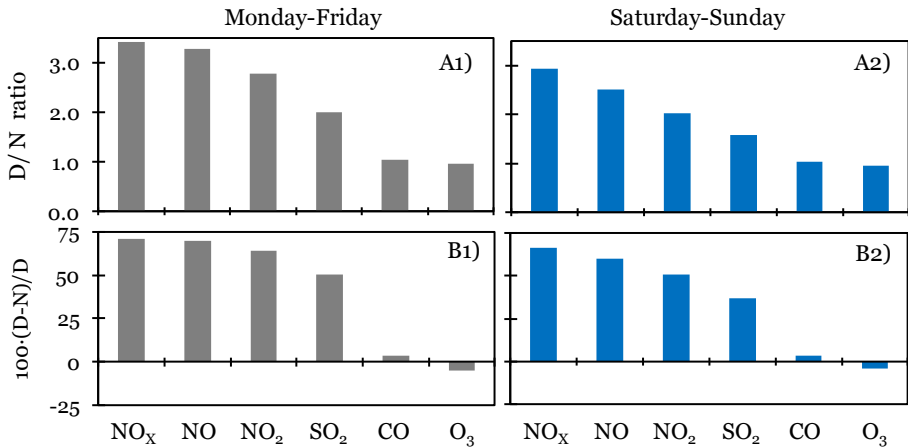 Monday-Friday
Saturday-Sunday
D/ N ratio
3.0
2.0
1.0
0.0
A1)
A2)
100·(D-N)/D
75
50
25
0
-25
B1)
B2)
NOX NO NO2 SO2 CO O3
NOX NO NO2 SO2 CO O3